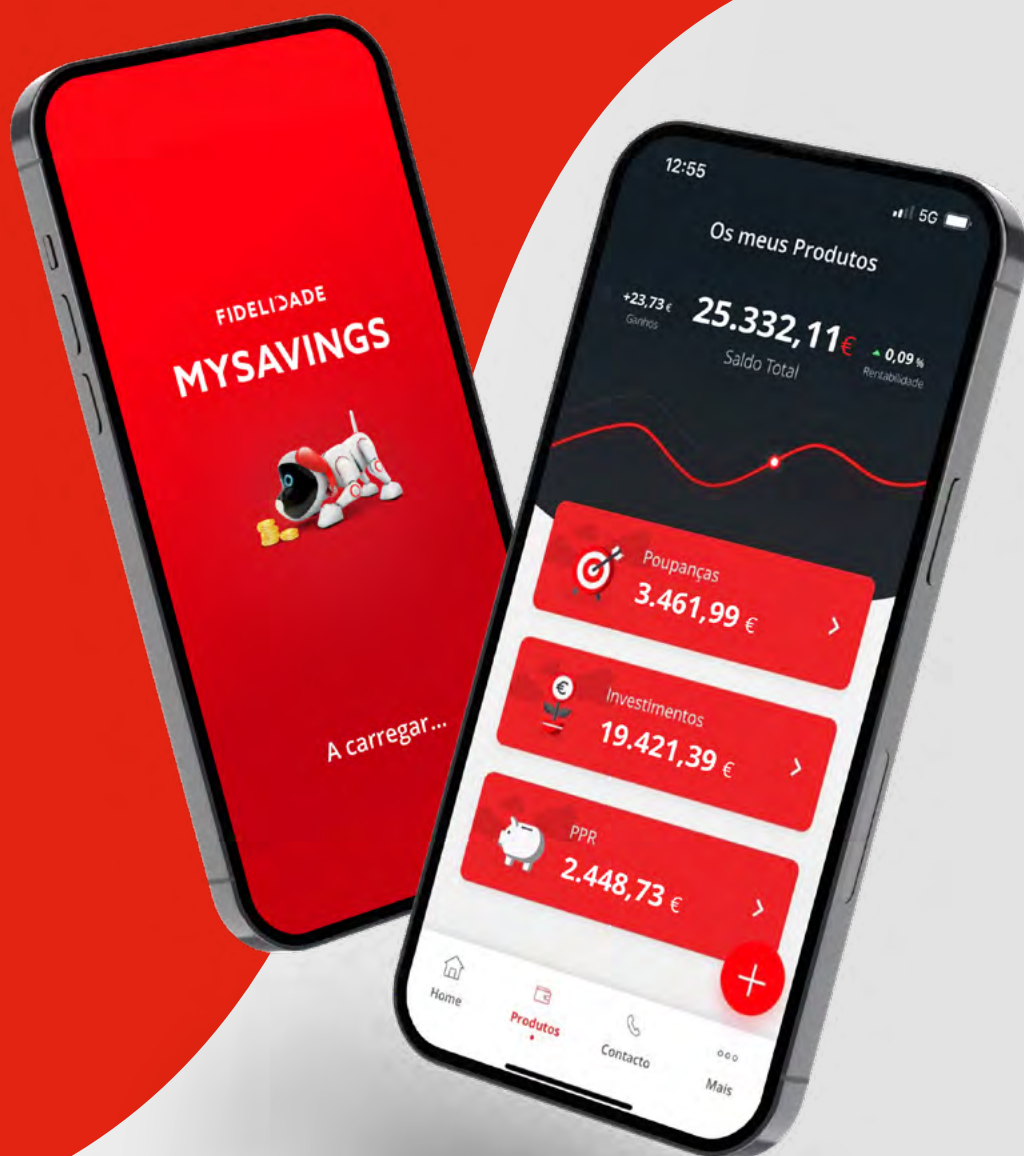 FIDELIDADE
MYSAVINGS
A carregar...
12:55
5G
Os meus Produtos
+23,73 €
Ganhos
25.332,11€
Saldo Total
0,09 %
Rentabilidade
Poupanças
3.461,99 €
€
Investimentos
19.421,39 €
PPR
2.448,73 €
Home
Produtos
Contacto
Mais